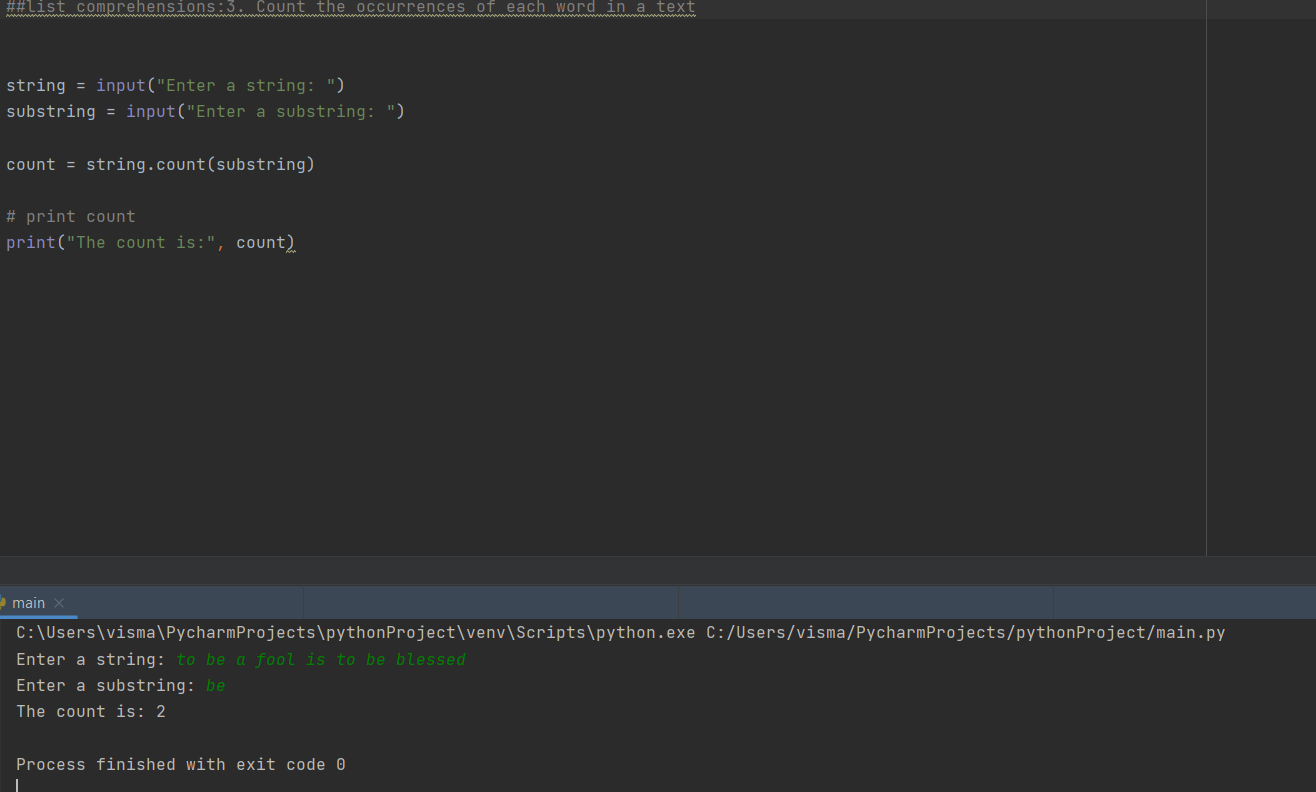 ##list comprehensions:3. Count the occurrences of each word in a text
string = input("Enter a string: ")
substring = input("Enter a substring: ")
count = string.count(substring)
# print count
print("The count is:", count)
main
C:\Users\visma\PycharmProjects\pythonProject\venv\Scripts\python.exe C:/Users/visma/PycharmProjects/pythonProject/main.py
Enter a string: to be a fool is to be blessed
Enter a substring: be
The count is: 2
Process finished with exit code 0